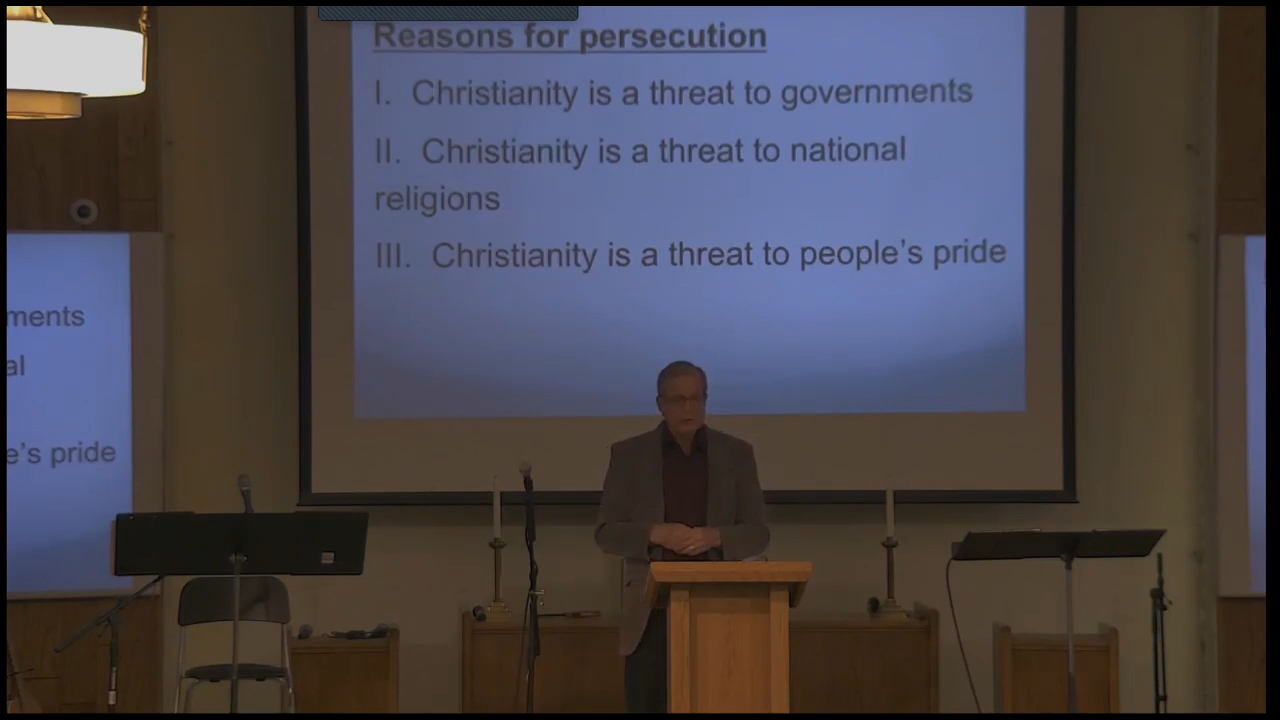 Reasons for persecution
I. Christianity is a threat to governments
II. Christianity is a threat to national
religions
III. Christianity is a threat to people's pride
ments
al
e's pride